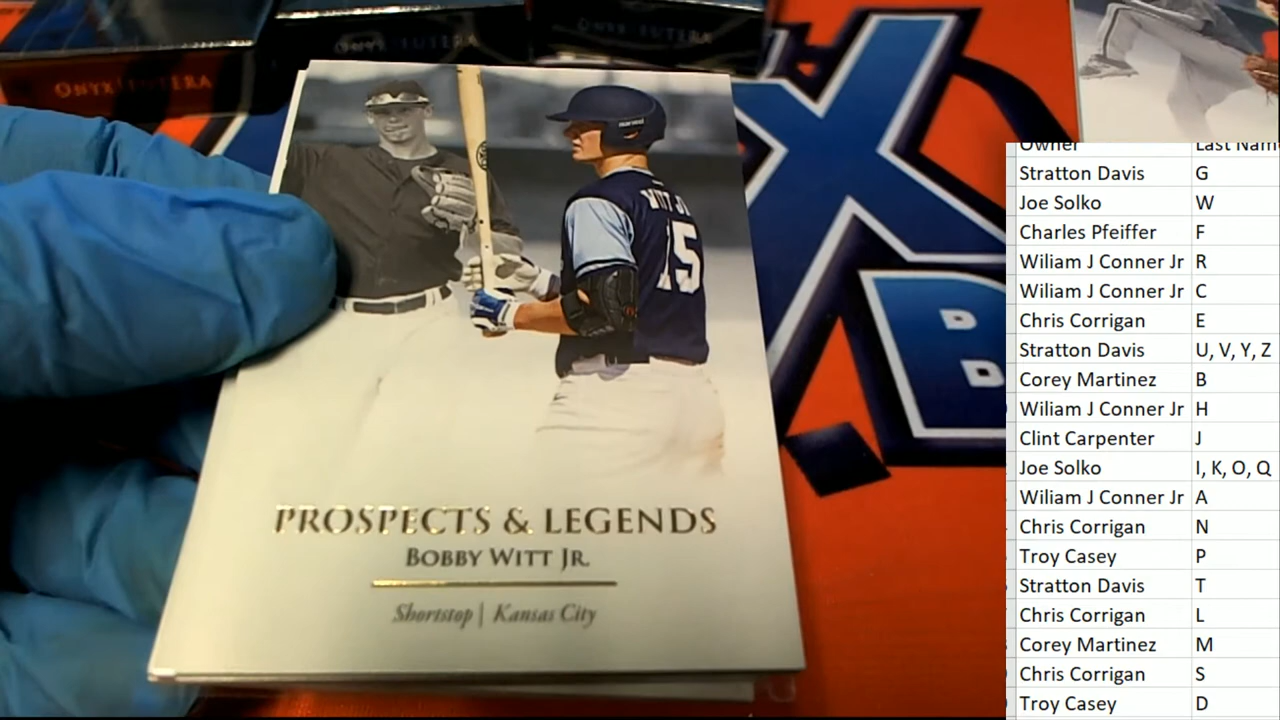 ONYX FUTERA
ONYX FUTERA
ONYX FUTERA
X
B
WITT JR.
15
PROSPECTS & LEGENDS
BOBBY WITT JR.
Shortstop | Kansas City
Owner Last Name
Stratton Davis G
Joe Solko W
Charles Pfeiffer F
Wiliam J Conner Jr R
Wiliam J Conner Jr C
Chris Corrigan E
Stratton Davis U, V, Y, Z
Corey Martinez B
Wiliam J Conner Jr H
Clint Carpenter J
Joe Solko I, K, O, Q
Wiliam J Conner Jr A
Chris Corrigan N
Troy Casey P
Stratton Davis T
Chris Corrigan L
Corey Martinez M
Chris Corrigan S
Troy Casey D